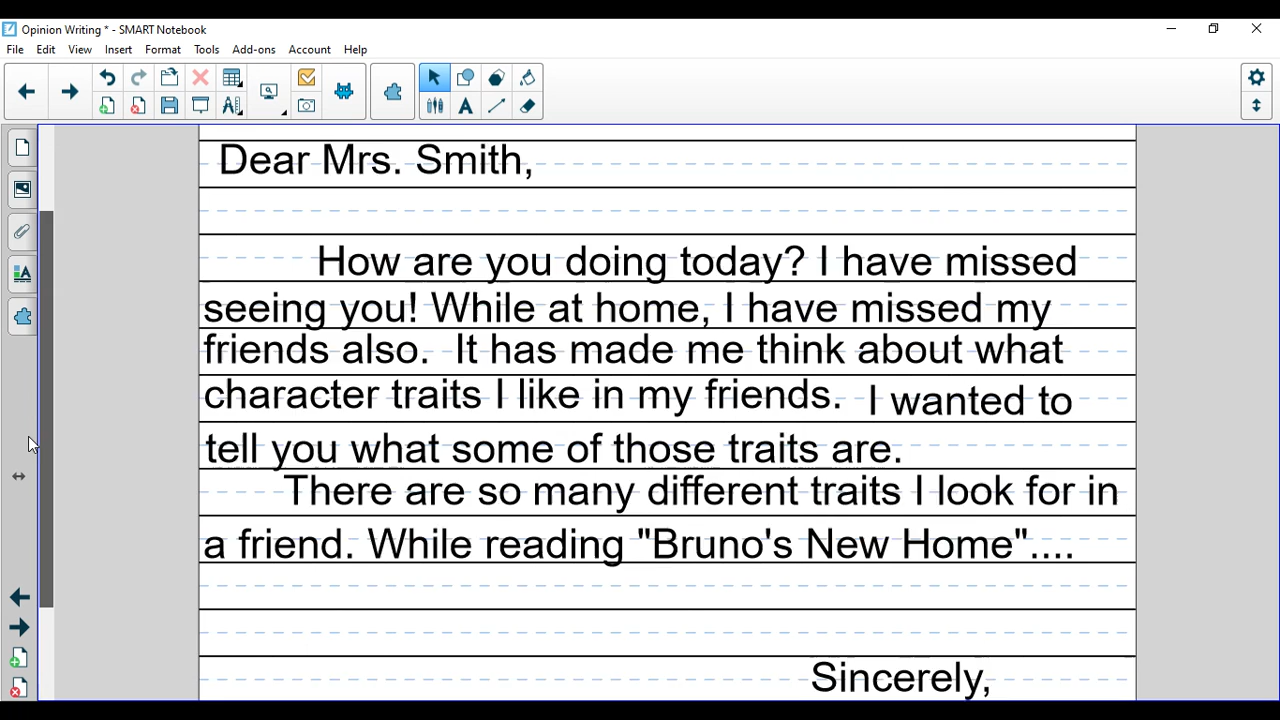 Opinion Writing * - SMART Notebook
File Edit View Insert Format Tools Add-ons Account Help
Dear Mrs. Smith,
How are you doing today? I have missed
seeing you! While at home, I have missed my
friends also. It has made me think about what
character traits I like in my friends. I wanted to
tell you what some of those traits are.
There are so many different traits I look for in
a friend. While reading "Bruno's New Home"....
Sincerely,